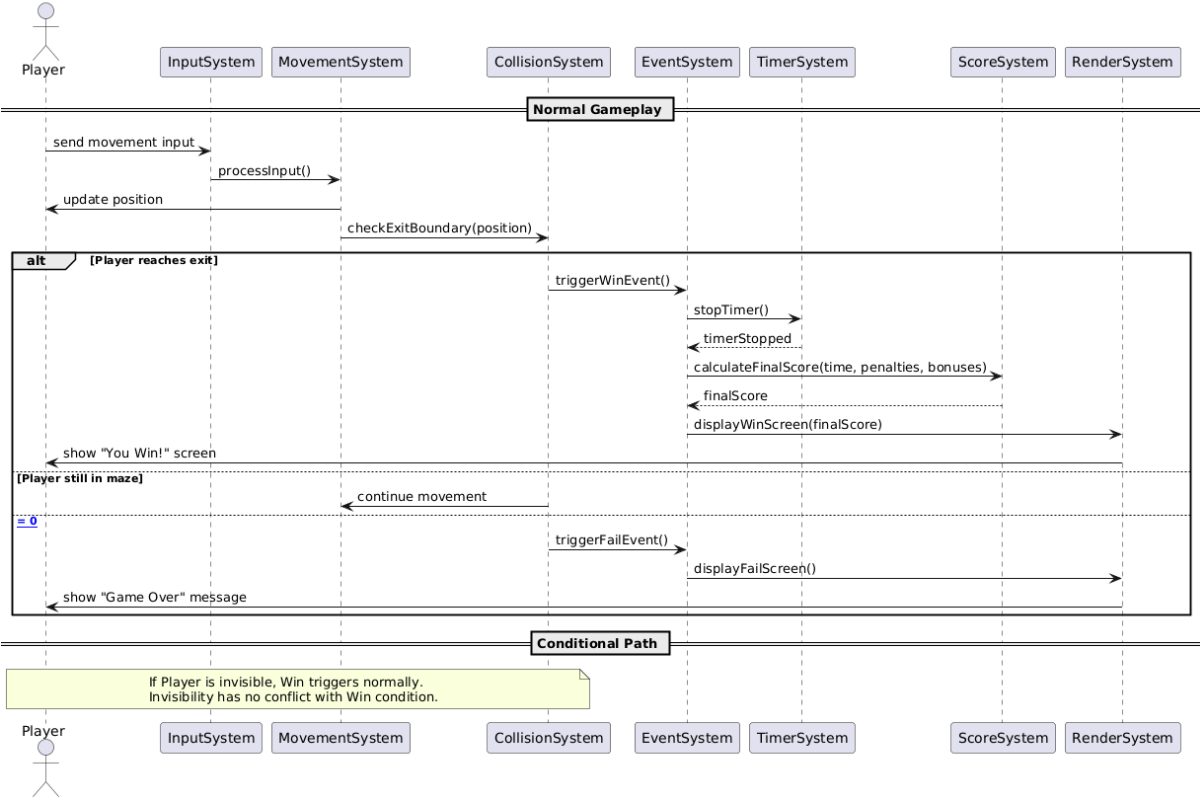 Player
InputSystem
MovementSystem
CollisionSystem
EventSystem
TimerSystem
ScoreSystem
RenderSystem
Normal Gameplay
send movement input
processInput()
update position
checkExitBoundary(position)
alt
[Player reaches exit]
triggerWinEvent()
stopTimer()
timerStopped
calculateFinalScore(time, penalties, bonuses)
finalScore
displayWinScreen(finalScore)
show "You Win!" screen
[Player still in maze]
continue movement
= 0
triggerFailEvent()
displayFailScreen()
show "Game Over" message
Conditional Path
If Player is invisible, Win triggers normally.
Invisibility has no conflict with Win condition.
Player
InputSystem
MovementSystem
CollisionSystem
EventSystem
TimerSystem
ScoreSystem
RenderSystem